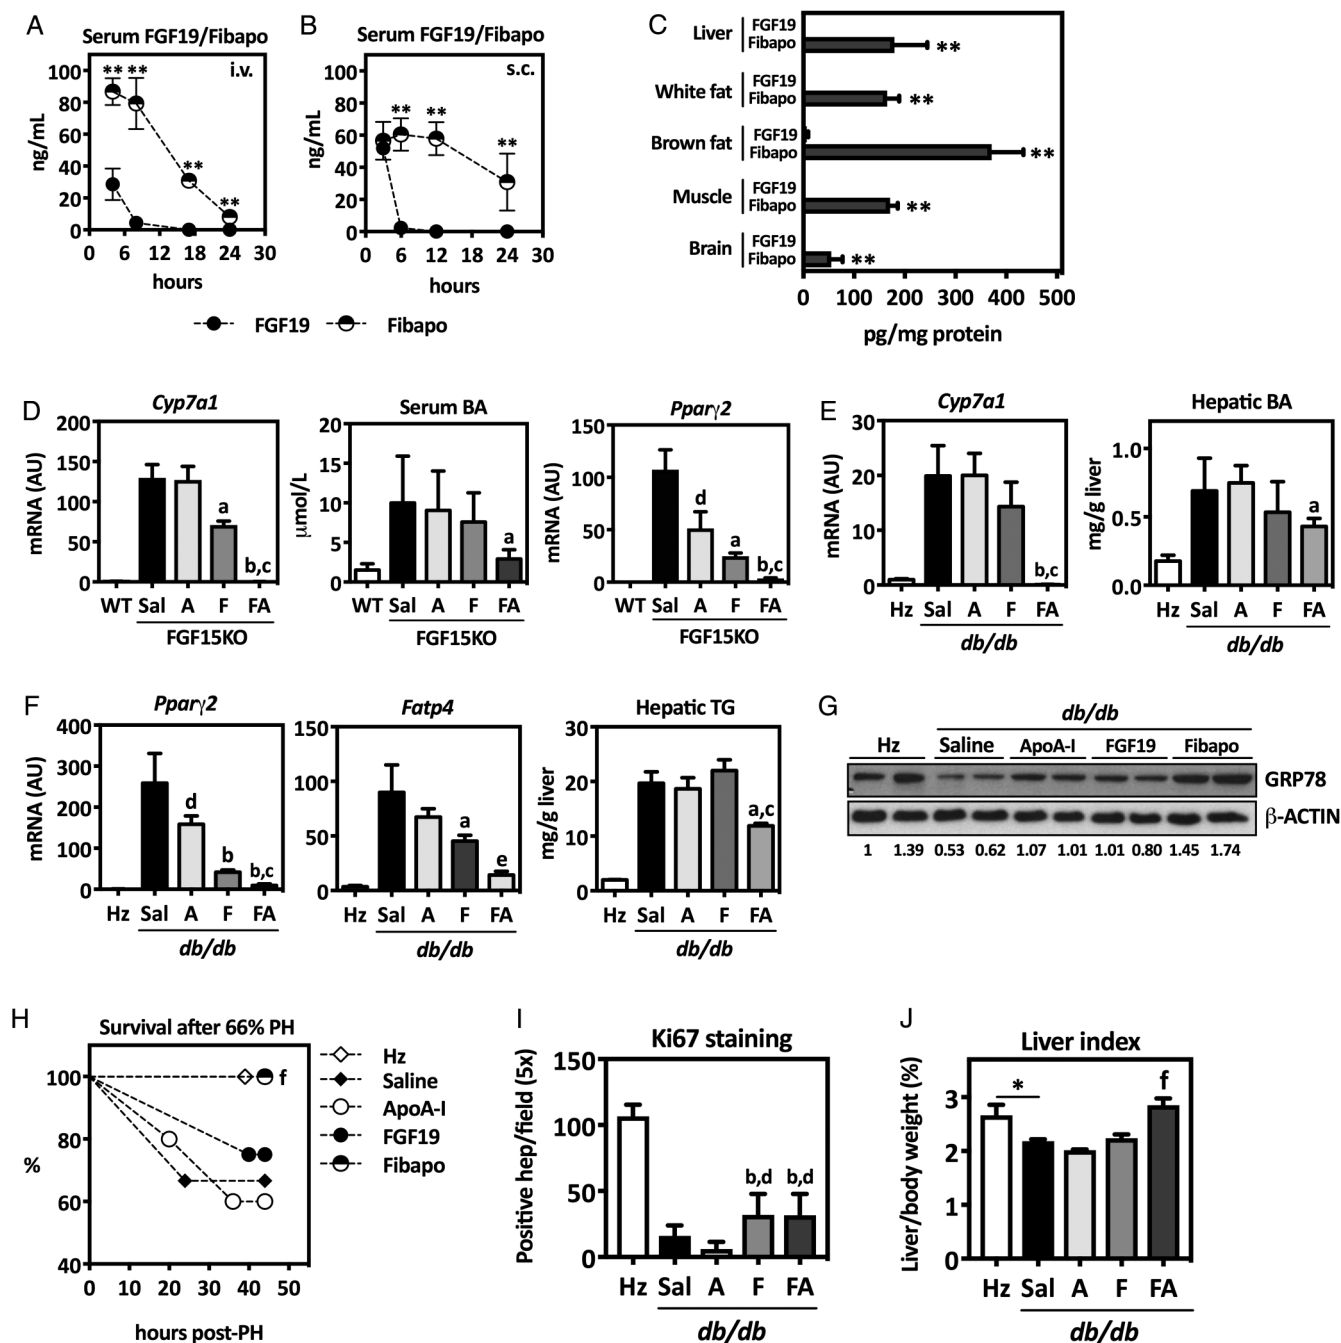 A
Serum FGF19/Fibapo
i.v.
ng/mL
100
80
60
40
20
0
** ** ** **
0 6 12 18 24 30
hours
B
Serum FGF19/Fibapo
s.c.
ng/mL
100
80
60
40
20
0
** ** **
0 6 12 18 24 30
hours
FGF19 Fibapo
C
Liver FGF19
Fibapo **
White fat FGF19
Fibapo **
Brown fat FGF19
Fibapo **
Muscle FGF19
Fibapo **
Brain FGF19
Fibapo **
0 100 200 300 400 500
pg/mg protein
D
Cyp7a1
mRNA (AU)
200
150
100
50
0
a b,c
WT Sal A F FA
FGF15KO
Serum BA
μmol/L
20
15
10
5
0
a
WT Sal A F FA
FGF15KO
Pparγ2
mRNA (AU)
150
100
50
0
d a b,c
WT Sal A F FA
FGF15KO
E
Cyp7a1
mRNA (AU)
30
20
10
0
b,c
Hz Sal A F FA
db/db
Hepatic BA
mg/g liver
1.0
0.5
0.0
a
Hz Sal A F FA
db/db
F
Pparγ2
mRNA (AU)
400
300
200
100
0
d b b,c
Hz Sal A F FA
db/db
Fatp4
150
100
50
0
a e
Hz Sal A F FA
db/db
Hepatic TG
mg/g liver
30
20
10
0
a,c
Hz Sal A F FA
db/db
G
db/db
Hz Saline ApoA-I FGF19 Fibapo
GRP78
β-ACTIN
1 1.39 0.53 0.62 1.07 1.01 1.01 0.80 1.45 1.74
H
Survival after 66% PH
%
100
80
60
40
f
0 10 20 30 40 50
hours post-PH
Hz
Saline
ApoA-I
FGF19
Fibapo
I
Ki67 staining
Positive hep/field (5x)
150
100
50
0
b,d b,d
Hz Sal A F FA
db/db
J
Liver index
Liver/body weight (%)
3
2
1
0
* f
Hz Sal A F FA
db/db